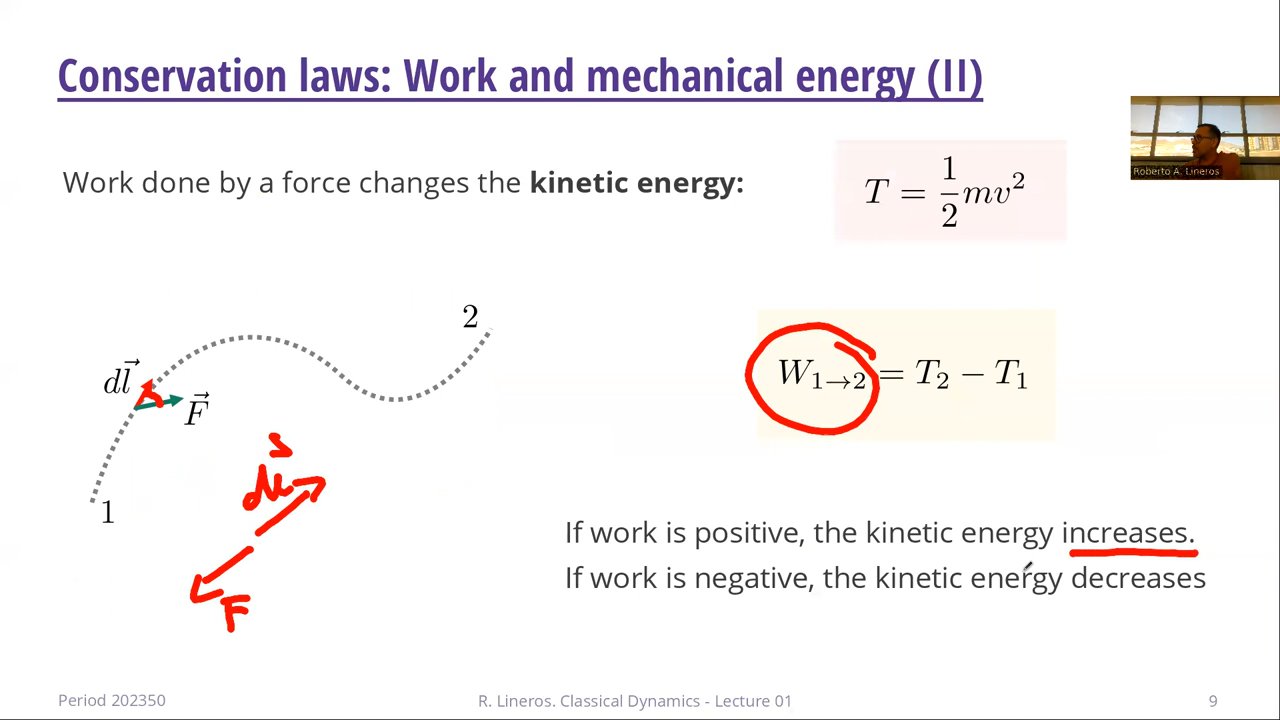 Conservation laws: Work and mechanical energy (II)
Roberto A. Lineros
Work done by a force changes the kinetic energy:
T = 1/2 mv²
2
dl⃗
F⃗
1
W₁→₂ = T₂ − T₁
dl⃗
F
If work is positive, the kinetic energy increases.
If work is negative, the kinetic energy decreases
Period 202350
R. Lineros. Classical Dynamics - Lecture 01
9